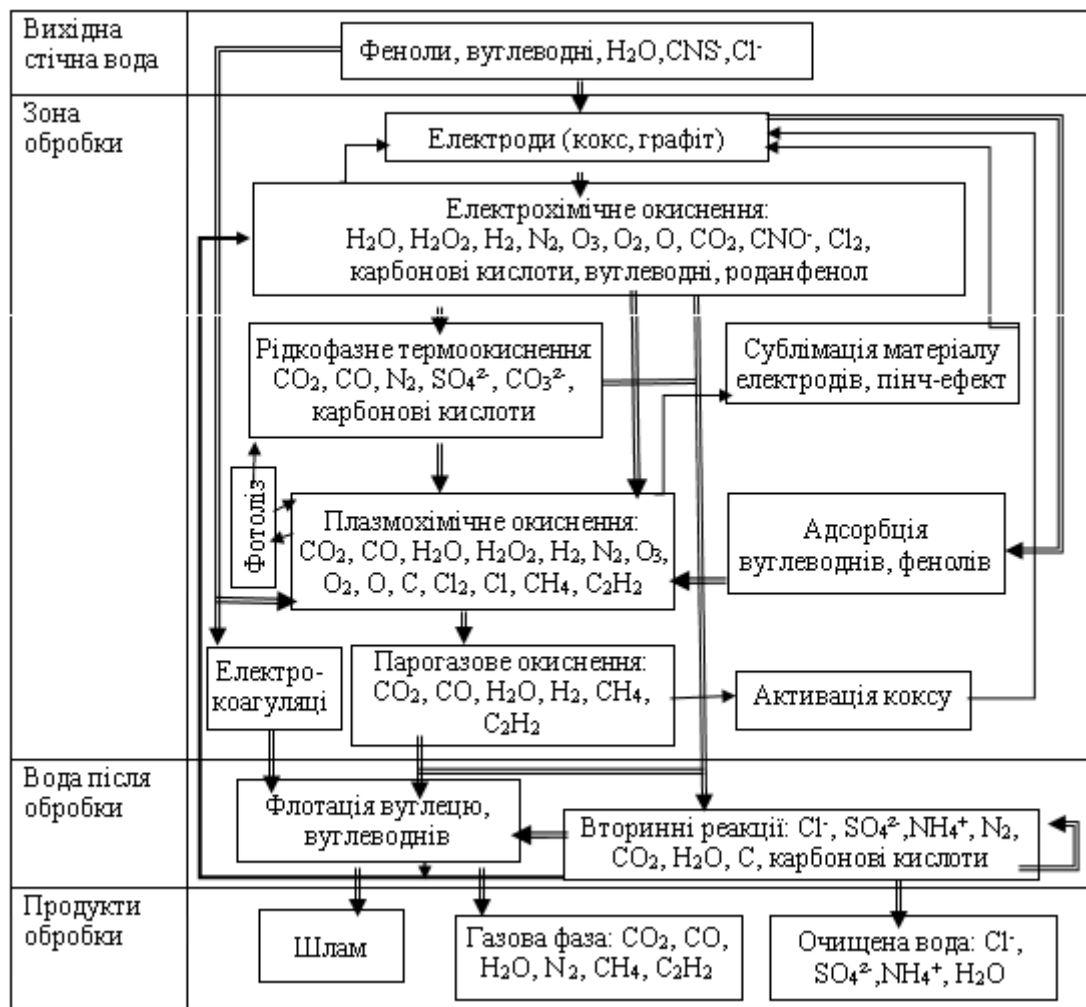 Вихідна
стічна вода
Феноли, вуглеводні, H₂O,CNS⁻,Cl⁻
Зона
обробки
Електроди (кокс, графіт)
Електрохімічне окиснення:
H₂O, H₂O₂, H₂, N₂, O₃, O₂, O, CO₂, CNO⁻, Cl₂,
карбонові кислоти, вуглеводні, роданфенол
Рідкофазне термоокиснення
CO₂, CO, N₂, SO₄²⁻, CO₃²⁻,
карбонові кислоти
Сублімація матеріалу
електродів, пінч-ефект
Фотоліз
Плазмохімічне окиснення:
CO₂, CO, H₂O, H₂O₂, H₂, N₂, O₃,
O₂, O, C, Cl₂, Cl, CH₄, C₂H₂
Адсорбція
вуглеводнів, фенолів
Електро-
коагуляці
Парогазове окиснення:
CO₂, CO, H₂O, H₂, CH₄,
C₂H₂
Активація коксу
Вода після
обробки
Флотація вуглецю,
вуглеводнів
Вторинні реакції: Cl⁻, SO₄²⁻,NH₄⁺, N₂,
CO₂, H₂O, C, карбонові кислоти
Продукти
обробки
Шлам
Газова фаза: CO₂, CO,
H₂O, N₂, CH₄, C₂H₂
Очищена вода: Cl⁻,
SO₄²⁻,NH₄⁺, H₂O